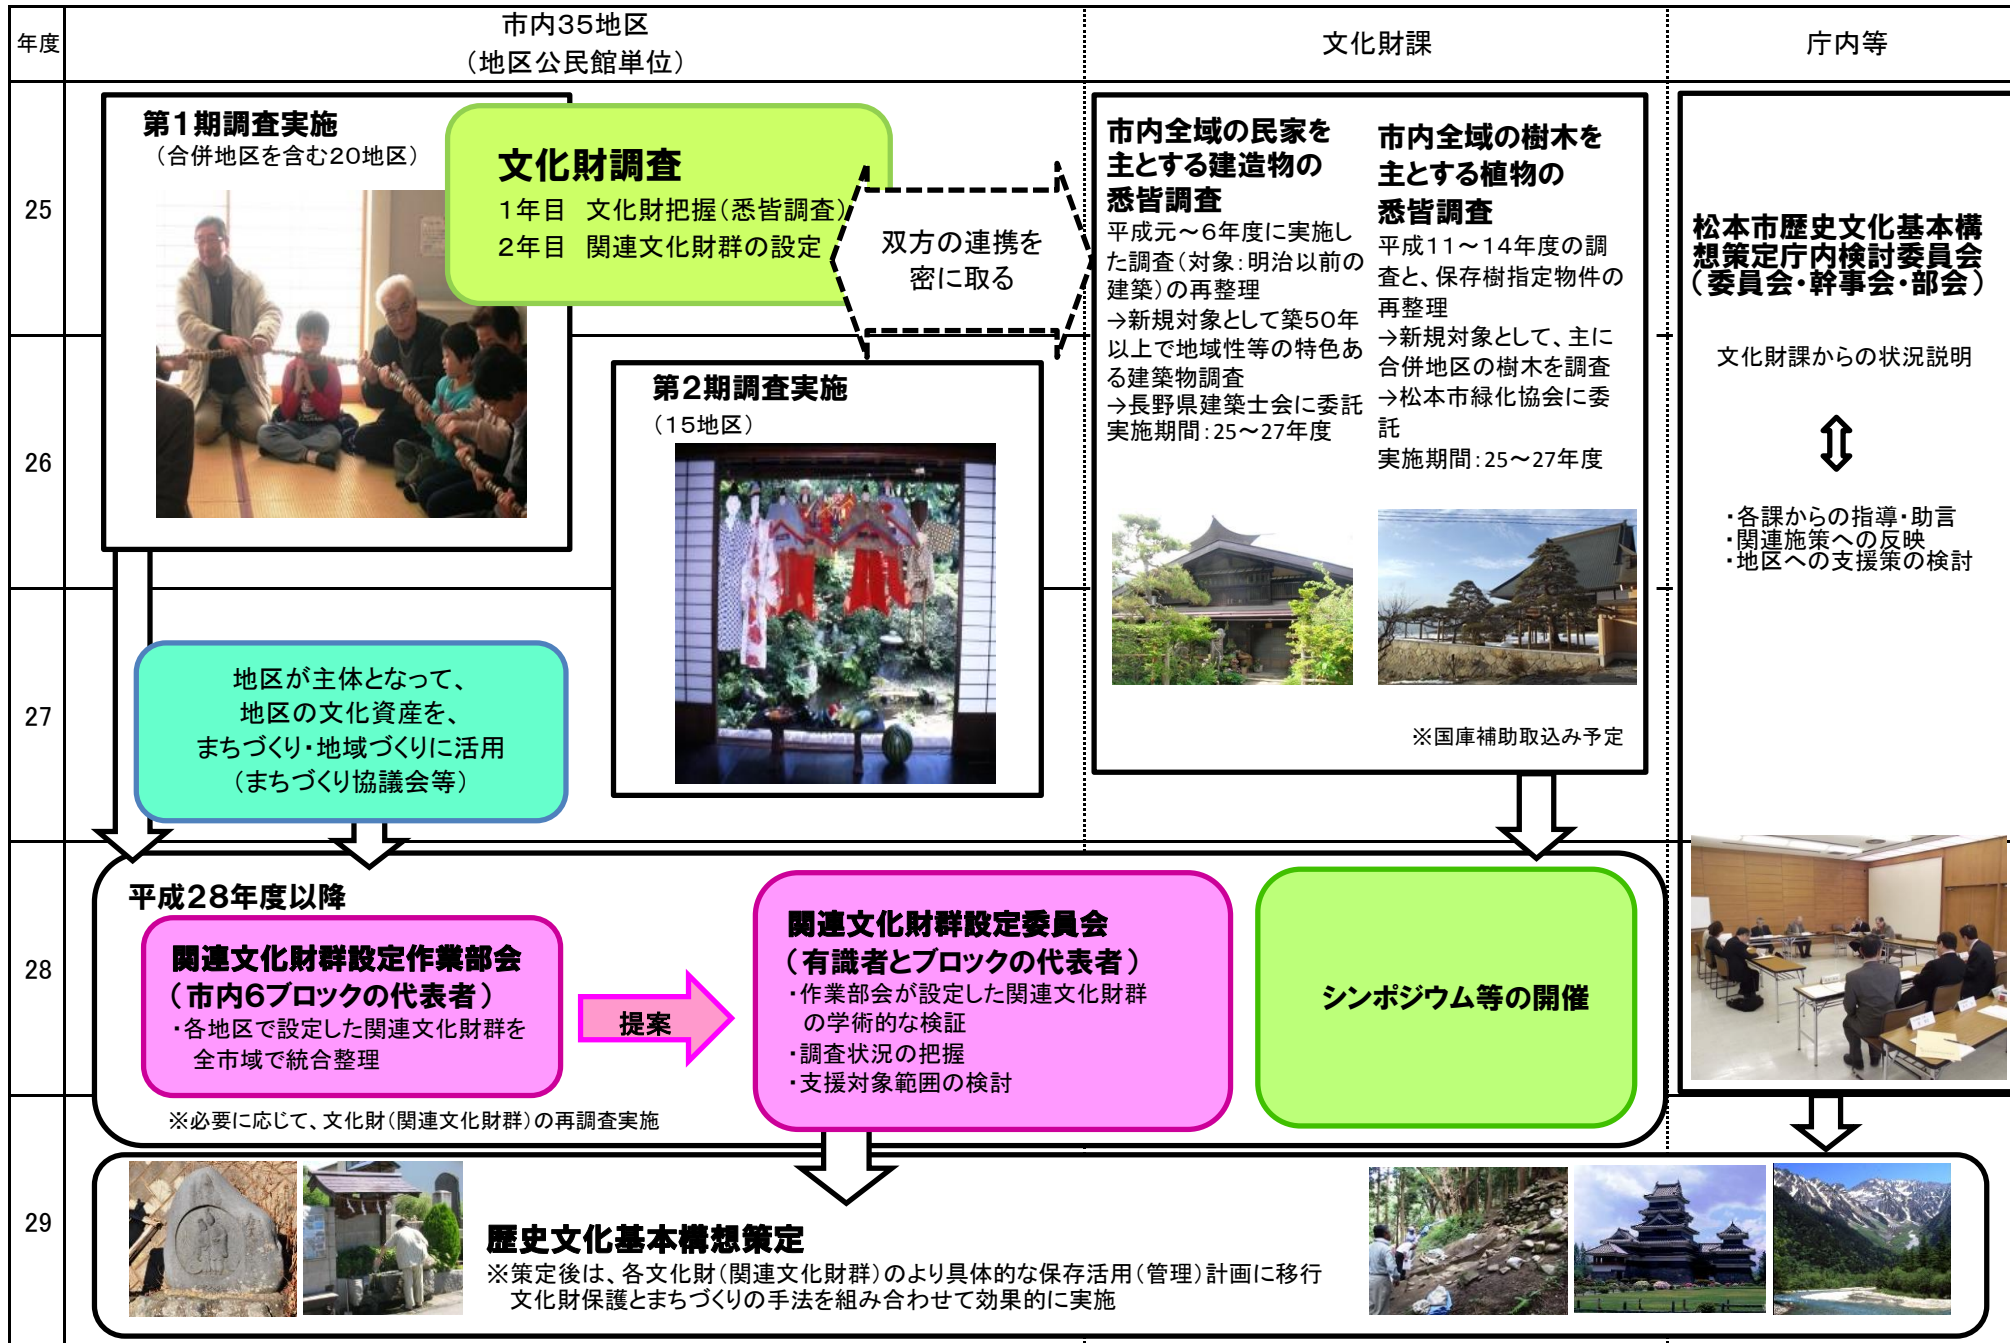 年度
市内35地区
(地区公民館単位)
文化財課
庁内等
25
26
27
28
29
第1期調査実施
(合併地区を含む20地区)
文化財調査
1年目 文化財把握(悉皆調査)
2年目 関連文化財群の設定
双方の連携を
密に取る
第2期調査実施
(15地区)
市内全域の民家を
主とする建造物の
悉皆調査
平成元～6年度に実施し
た調査(対象:明治以前の
建築)の再整理
→新規対象として築50年
以上で地域性等の特色あ
る建築物調査
→長野県建築士会に委託
実施期間:25～27年度
市内全域の樹木を
主とする植物の
悉皆調査
平成11～14年度の調
査と、保存樹指定物件の
再整理
→新規対象として、主に
合併地区の樹木を調査
→松本市緑化協会に委
託
実施期間:25～27年度
※国庫補助取込み予定
松本市歴史文化基本構
想策定庁内検討委員会
(委員会・幹事会・部会)
文化財課からの状況説明
・各課からの指導・助言
・関連施策への反映
・地区への支援策の検討
地区が主体となって、
地区の文化資産を、
まちづくり・地域づくりに活用
(まちづくり協議会等)
平成28年度以降
関連文化財群設定作業部会
(市内6ブロックの代表者)
・各地区で設定した関連文化財群を
全市域で統合整理
提案
関連文化財群設定委員会
(有識者とブロックの代表者)
・作業部会が設定した関連文化財群
の学術的な検証
・調査状況の把握
・支援対象範囲の検討
シンポジウム等の開催
※必要に応じて、文化財(関連文化財群)の再調査実施
歴史文化基本構想策定
※策定後は、各文化財(関連文化財群)のより具体的な保存活用(管理)計画に移行
文化財保護とまちづくりの手法を組み合わせて効果的に実施